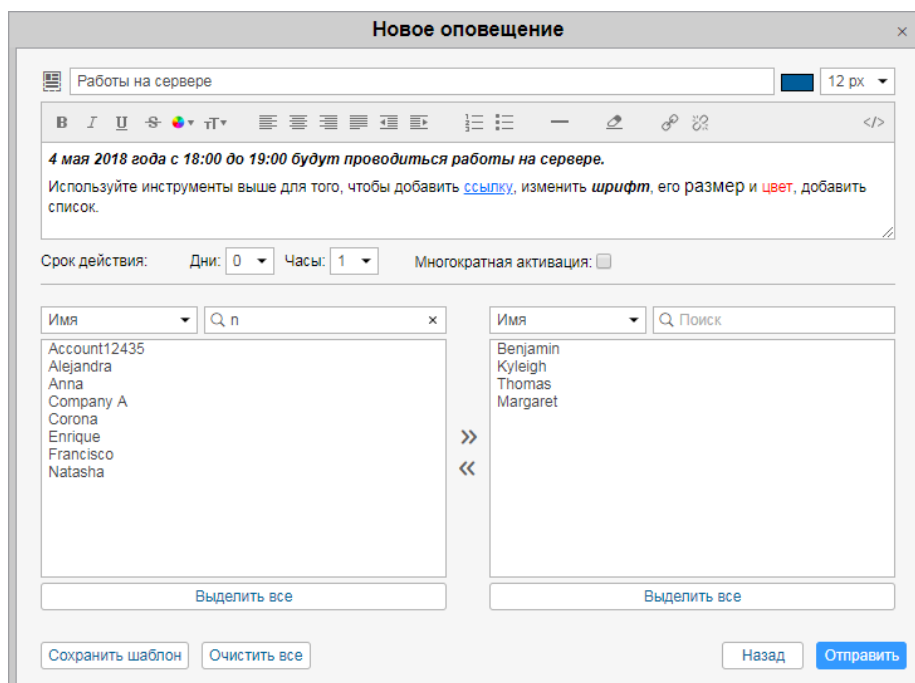 Новое оповещение
Работы на сервере
12 px
B I U S тT
</>
4 мая 2018 года с 18:00 до 19:00 будут проводиться работы на сервере.
Используйте инструменты выше для того, чтобы добавить ссылку, изменить шрифт, его размер и цвет, добавить
список.
Срок действия: Дни: 0 Часы: 1 Многократная активация:
Имя n × Имя Поиск
Account12435
Alejandra
Anna
Company A
Corona
Enrique
Francisco
Natasha
Benjamin
Kyleigh
Thomas
Margaret
Выделить все Выделить все
Сохранить шаблон Очистить все Назад Отправить